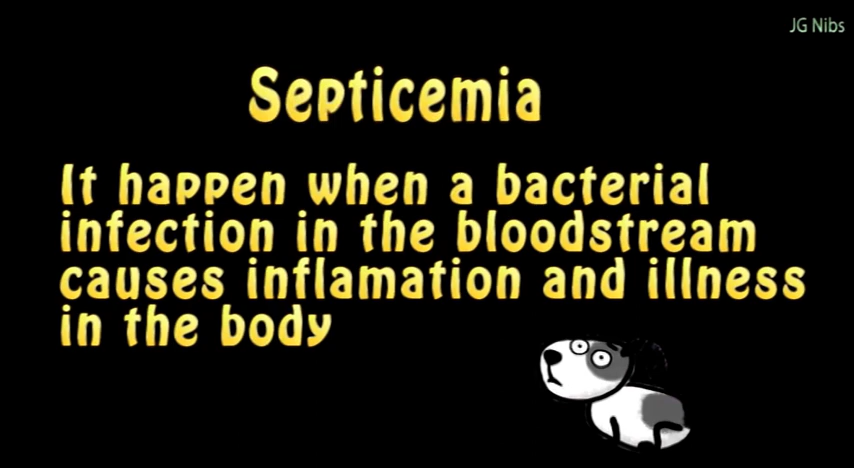 JG Nibs
Septicemia
It happen when a bacterial
infection in the bloodstream
causes inflamation and illness
in the body